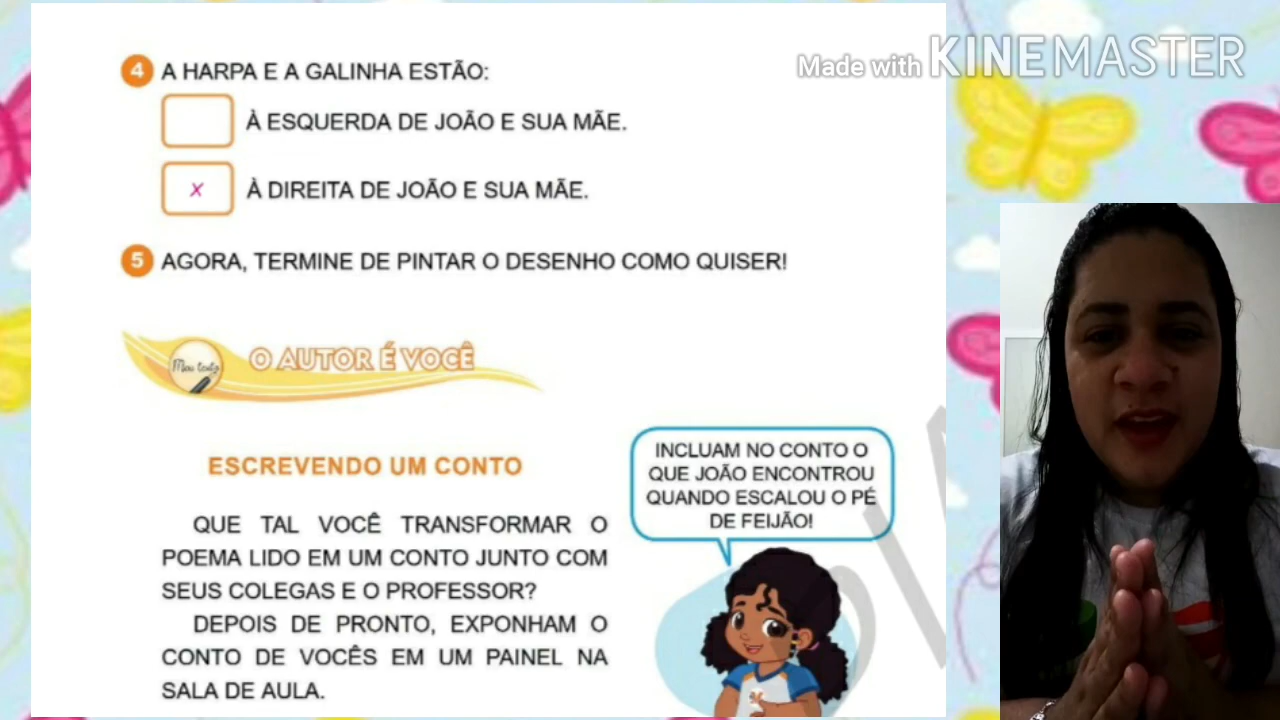 Made with KINEMASTER
4 A HARPA E A GALINHA ESTÃO:
À ESQUERDA DE JOÃO E SUA MÃE.
X À DIREITA DE JOÃO E SUA MÃE.
5 AGORA, TERMINE DE PINTAR O DESENHO COMO QUISER!
Meu texto
O AUTOR É VOCÊ
ESCREVENDO UM CONTO
QUE TAL VOCÊ TRANSFORMAR O
POEMA LIDO EM UM CONTO JUNTO COM
SEUS COLEGAS E O PROFESSOR?
DEPOIS DE PRONTO, EXPONHAM O
CONTO DE VOCÊS EM UM PAINEL NA
SALA DE AULA.
INCLUAM NO CONTO O
QUE JOÃO ENCONTROU
QUANDO ESCALOU O PÉ
DE FEIJÃO!